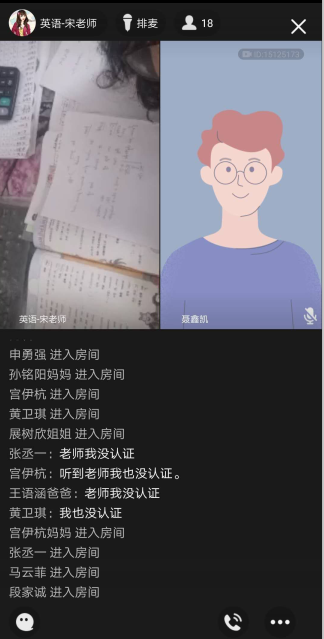 英语-宋老师
排麦
18
ID:15126173
英语-宋老师
聂鑫凯
申勇强 进入房间
孙铭阳妈妈 进入房间
宫伊杭 进入房间
黄卫琪 进入房间
展树欣姐姐 进入房间
张丞一：老师我没认证
宫伊杭：听到老师我也没认证。
王语涵爸爸：老师我没认证
黄卫琪：我也没认证
宫伊杭妈妈 进入房间
张丞一 进入房间
马云菲 进入房间
段家诚 进入房间